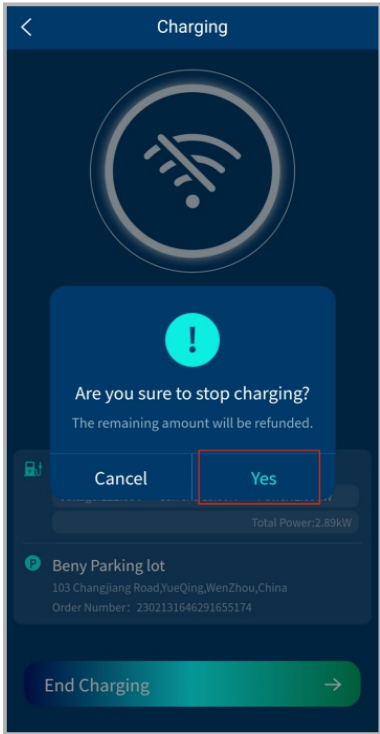 Charging
Are you sure to stop charging?
The remaining amount will be refunded.
Cancel
Yes
Total Power:2.89kW
Beny Parking lot
103 Changjiang Road,YueQing,WenZhou,China
Order Number: 2302131646291655174
End Charging